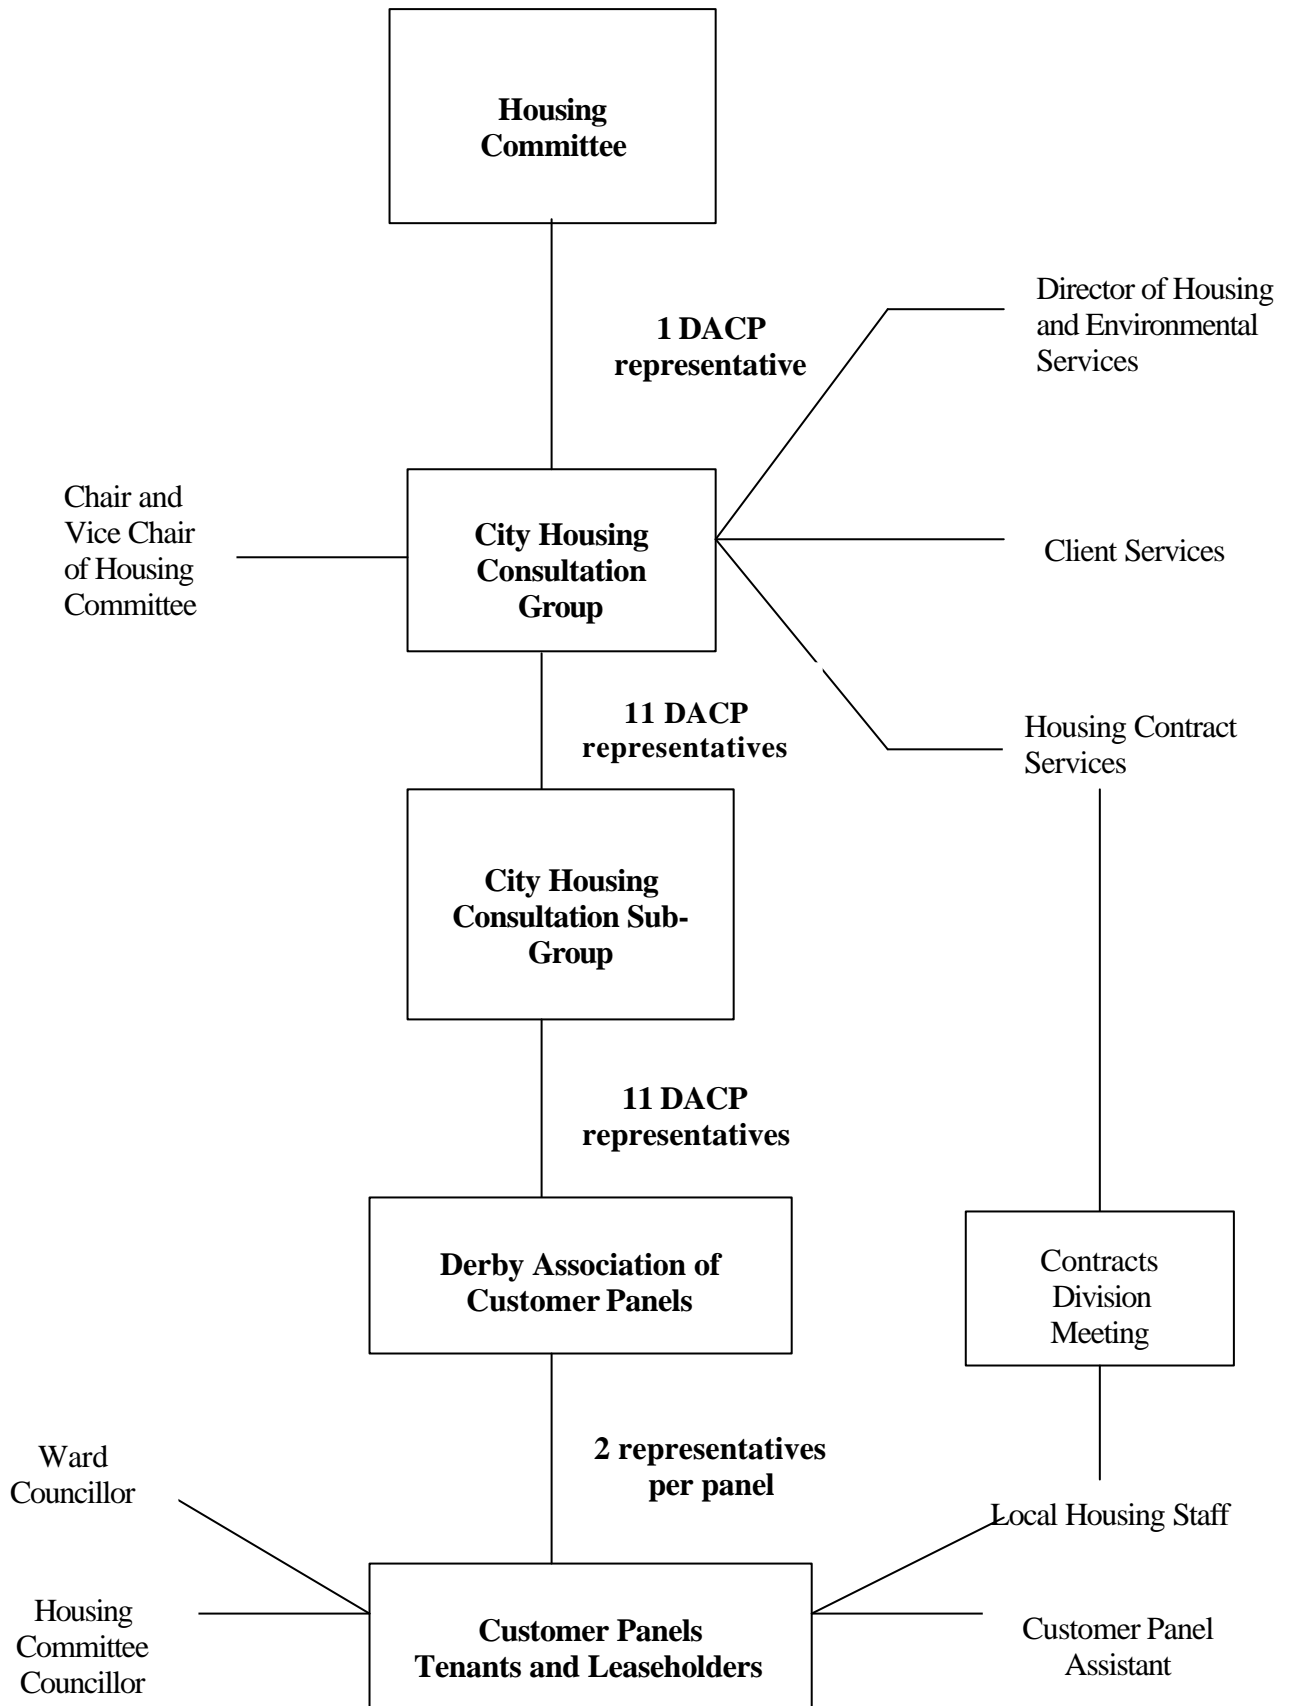 Housing
Committee
1 DACP
representative
Director of Housing
and Environmental
Services
Chair and
Vice Chair
of Housing
Committee
City Housing
Consultation
Group
Client Services
11 DACP
representatives
Housing Contract
Services
City Housing
Consultation Sub-
Group
11 DACP
representatives
Derby Association of
Customer Panels
Contracts
Division
Meeting
Ward
Councillor
2 representatives
per panel
Local Housing Staff
Housing
Committee
Councillor
Customer Panels
Tenants and Leaseholders
Customer Panel
Assistant